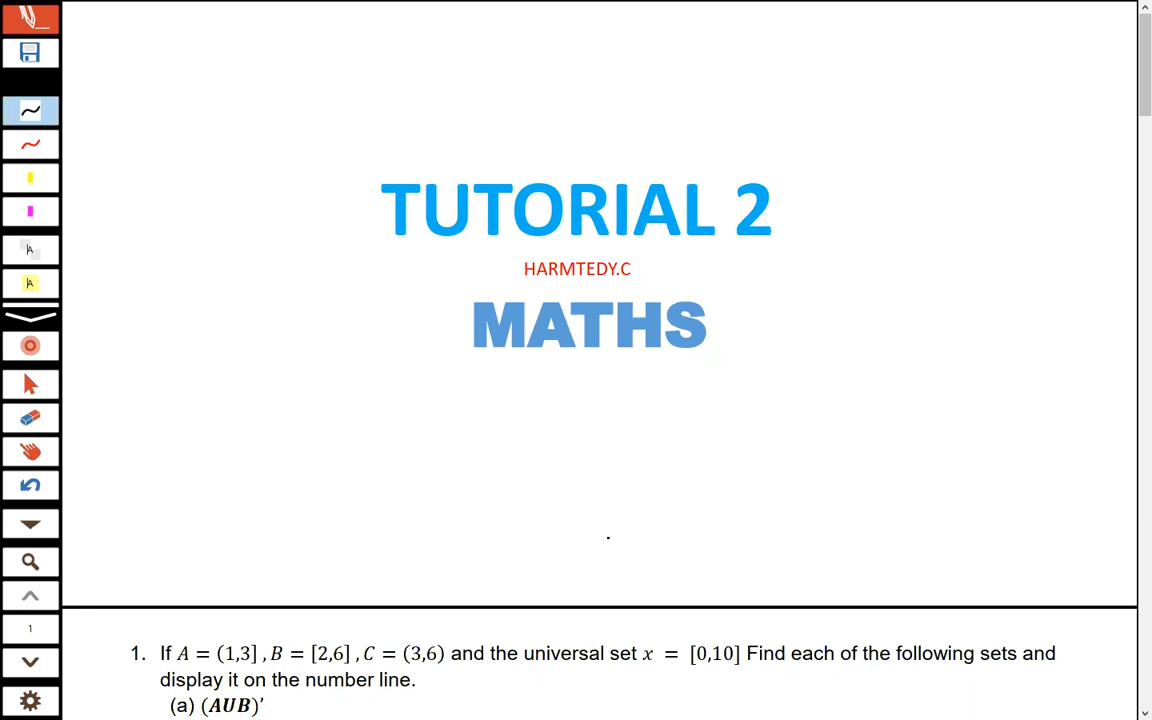 TUTORIAL 2
HARMTEDY.C
MATHS
1
1. If A = (1,3] , B = [2,6] , C = (3,6) and the universal set x = [0,10] Find each of the following sets and
display it on the number line.
(a) (AUB)’